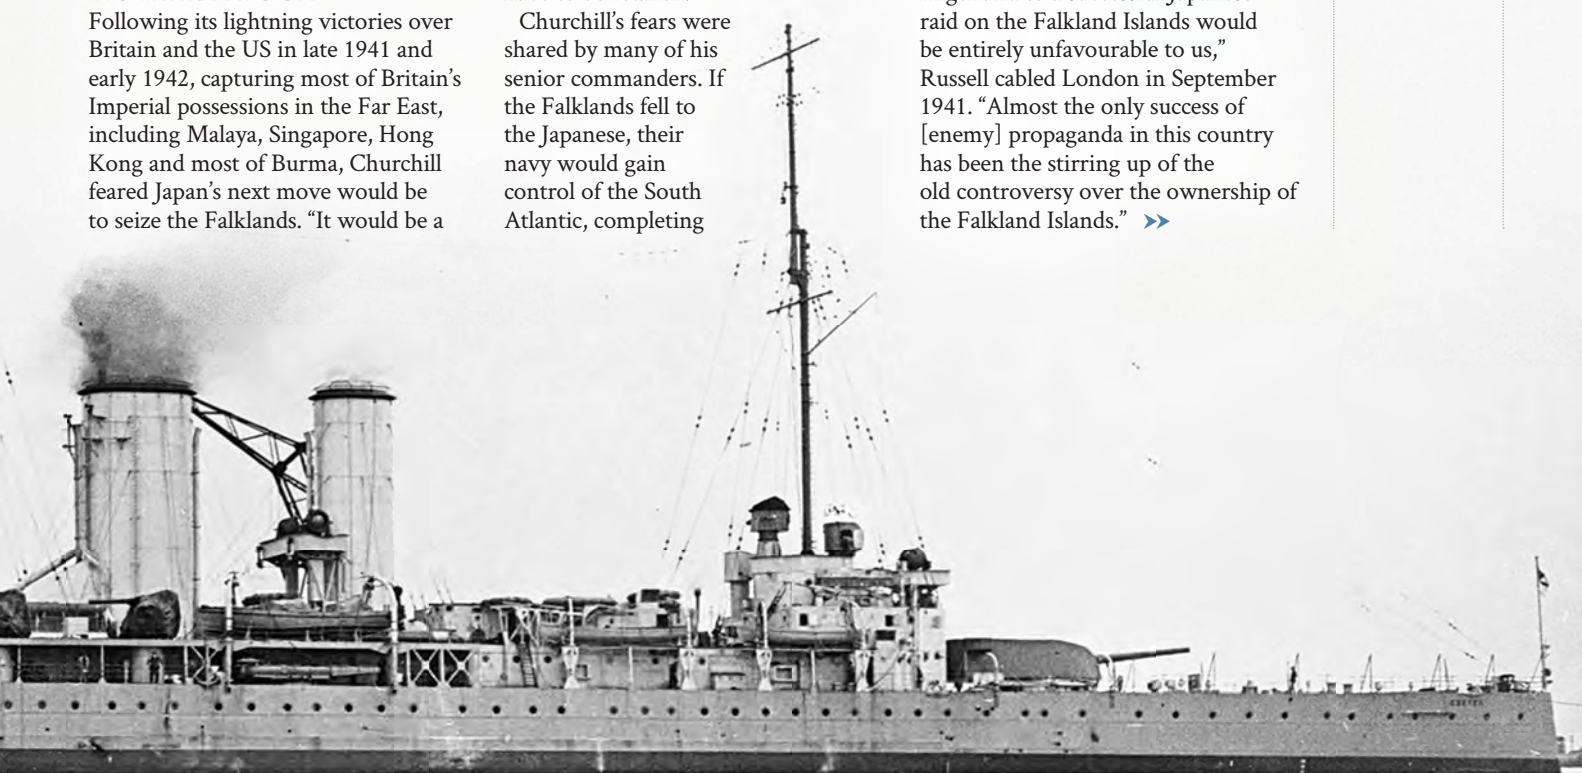 Following its lightning victories over
Britain and the US in late 1941 and
early 1942, capturing most of Britain’s
Imperial possessions in the Far East,
including Malaya, Singapore, Hong
Kong and most of Burma, Churchill
feared Japan’s next move would be
to seize the Falklands. “It would be a
Churchill’s fears were
shared by many of his
senior commanders. If
the Falklands fell to
the Japanese, their
navy would gain
control of the South
Atlantic, completing
raid on the Falkland Islands would
be entirely unfavourable to us,”
Russell cabled London in September
1941. “Almost the only success of
[enemy] propaganda in this country
has been the stirring up of the
old controversy over the ownership of
the Falkland Islands.”
EXETER